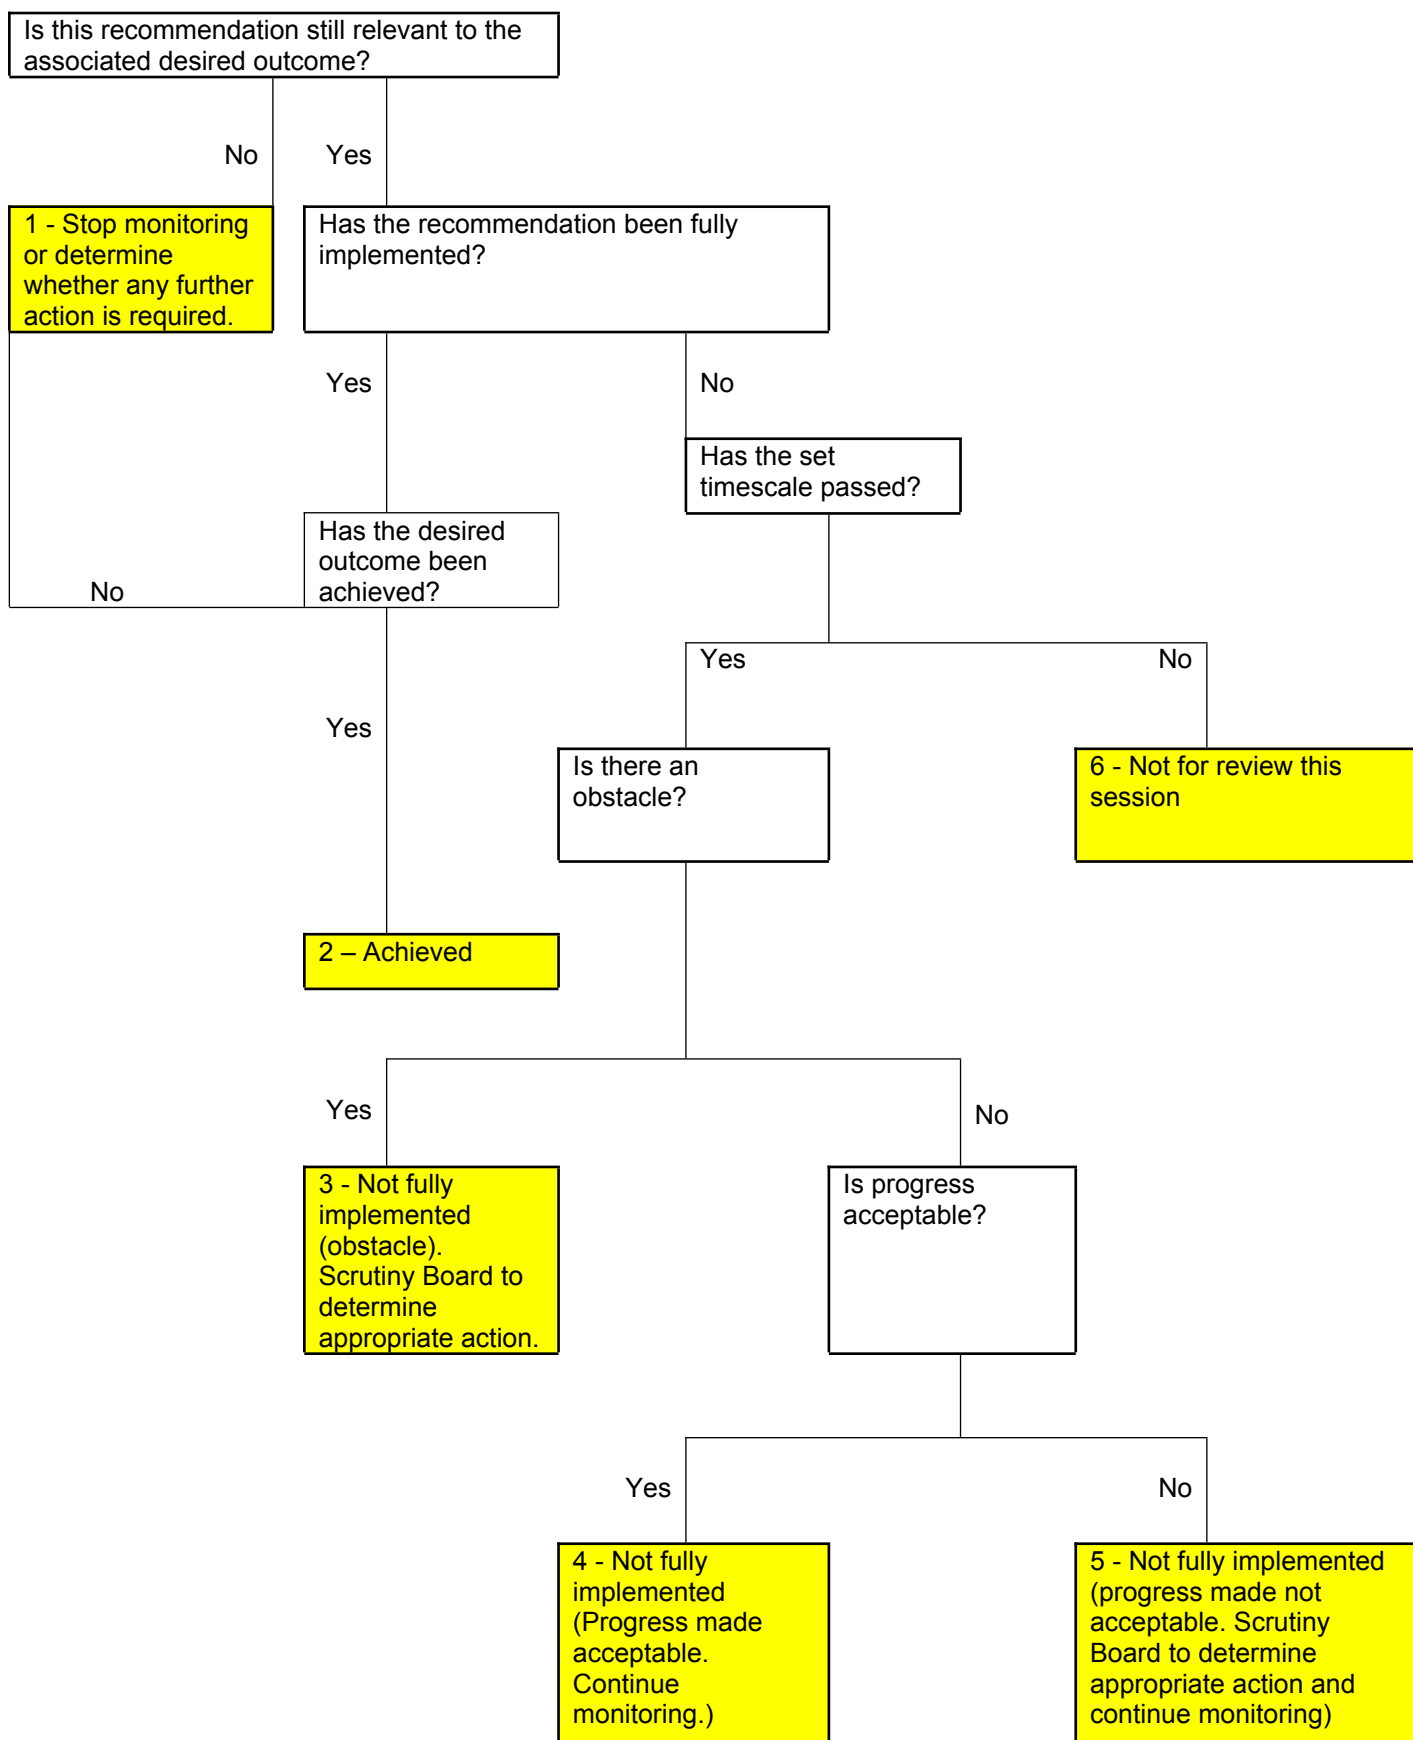 Is this recommendation still relevant to the
associated desired outcome?
No
Yes
1 - Stop monitoring
or determine
whether any further
action is required.
Has the recommendation been fully
implemented?
Yes
No
Has the set
timescale passed?
Has the desired
outcome been
achieved?
No
Yes
No
Yes
Is there an
obstacle?
6 - Not for review this
session
2 – Achieved
Yes
No
3 - Not fully
implemented
(obstacle).
Scrutiny Board to
determine
appropriate action.
Is progress
acceptable?
Yes
No
4 - Not fully
implemented
(Progress made
acceptable.
Continue
monitoring.)
5 - Not fully implemented
(progress made not
acceptable. Scrutiny
Board to determine
appropriate action and
continue monitoring)